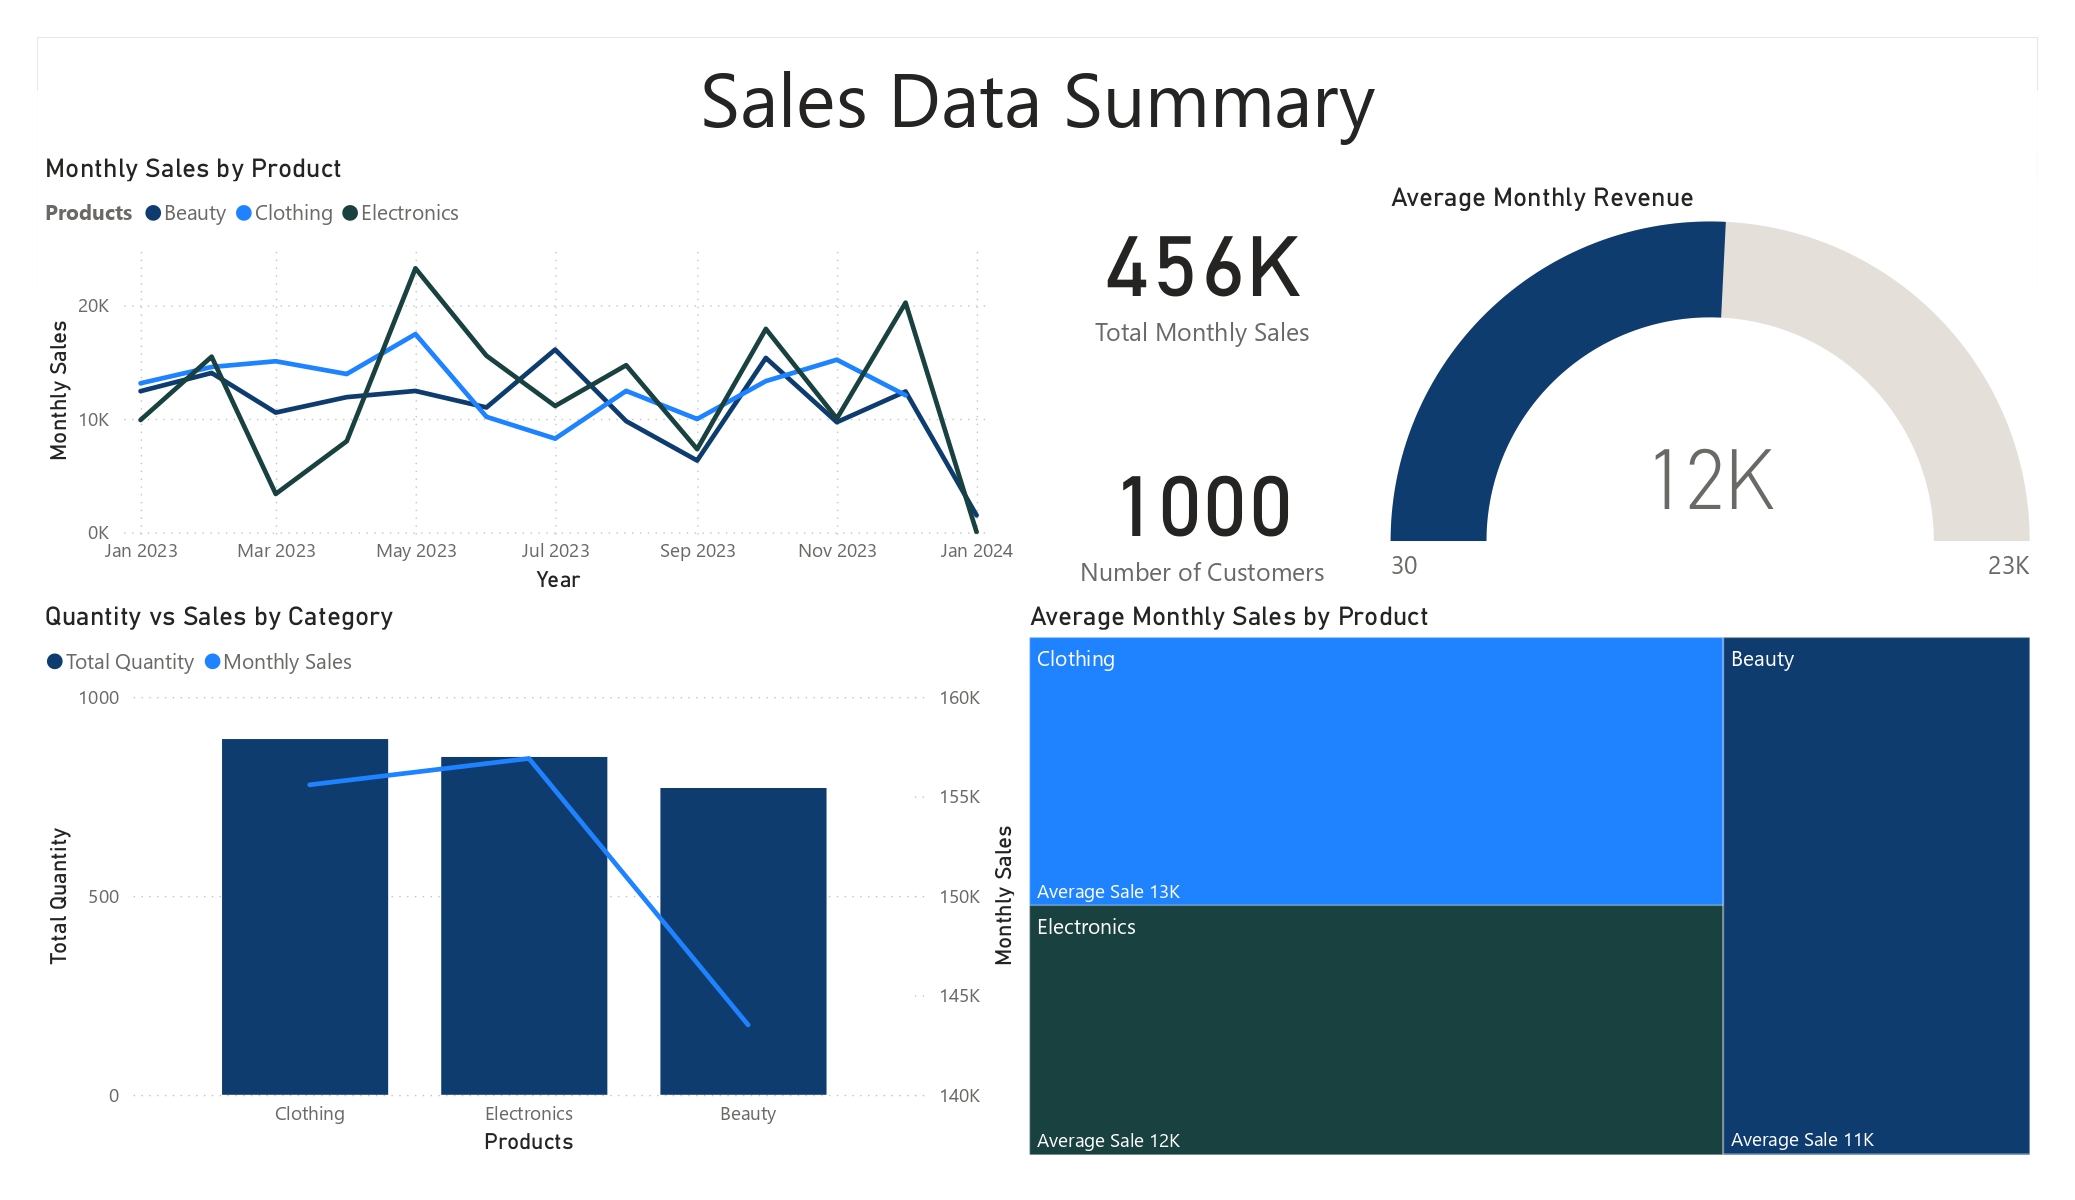 Sales Data Summary
Monthly Sales by Product
Products Beauty Clothing Electronics
20K
10K
0K
Monthly Sales
Jan 2023 Mar 2023 May 2023 Jul 2023 Sep 2023 Nov 2023 Jan 2024
Year
456K
Total Monthly Sales
1000
Number of Customers
Average Monthly Revenue
12K
30 23K
Quantity vs Sales by Category
Total Quantity Monthly Sales
1000
500
0
Total Quantity
160K
155K
150K
145K
140K
Monthly Sales
Clothing Electronics Beauty
Products
Average Monthly Sales by Product
Clothing
Average Sale 13K
Electronics
Average Sale 12K
Beauty
Average Sale 11K